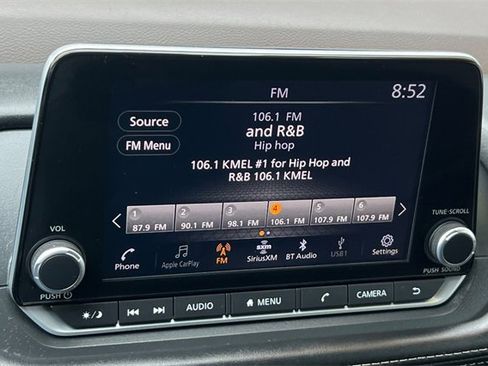 FM
8:52
Source
106.1 FM
and R&B
Hip hop
FM Menu
106.1 KMEL #1 for Hip Hop and
R&B 106.1 KMEL
1 2 3 4 5 6
87.9 FM 90.1 FM 98.1 FM 106.1 FM 107.9 FM 107.9 FM
VOL
TUNE·SCROLL
Phone
Apple CarPlay
FM
sxm
SiriusXM
BT Audio
USB1
Settings
PUSH
PUSH SOUND
AUDIO
MENU
CAMERA